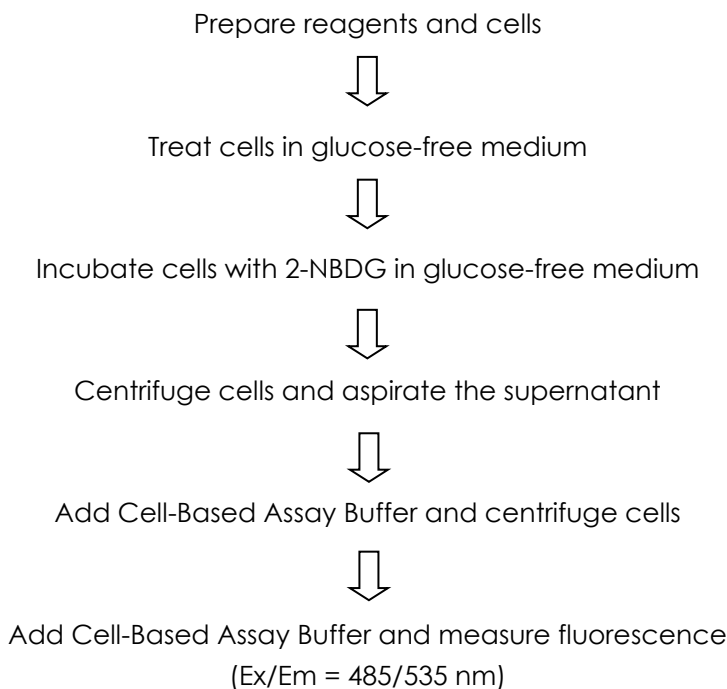 Prepare reagents and cells
Treat cells in glucose-free medium
Incubate cells with 2-NBDG in glucose-free medium
Centrifuge cells and aspirate the supernatant
Add Cell-Based Assay Buffer and centrifuge cells
Add Cell-Based Assay Buffer and measure fluorescence
(Ex/Em = 485/535 nm)